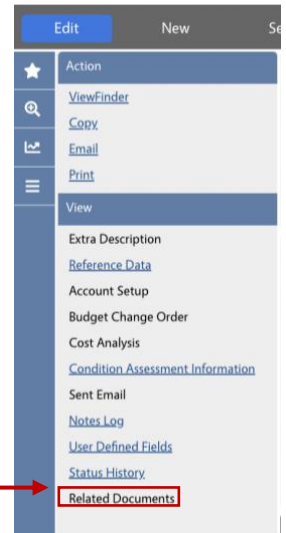 Edit New Se
Action
ViewFinder
Copy
Email
Print
View
Extra Description
Reference Data
Account Setup
Budget Change Order
Cost Analysis
Condition Assessment Information
Sent Email
Notes Log
User Defined Fields
Status History
Related Documents